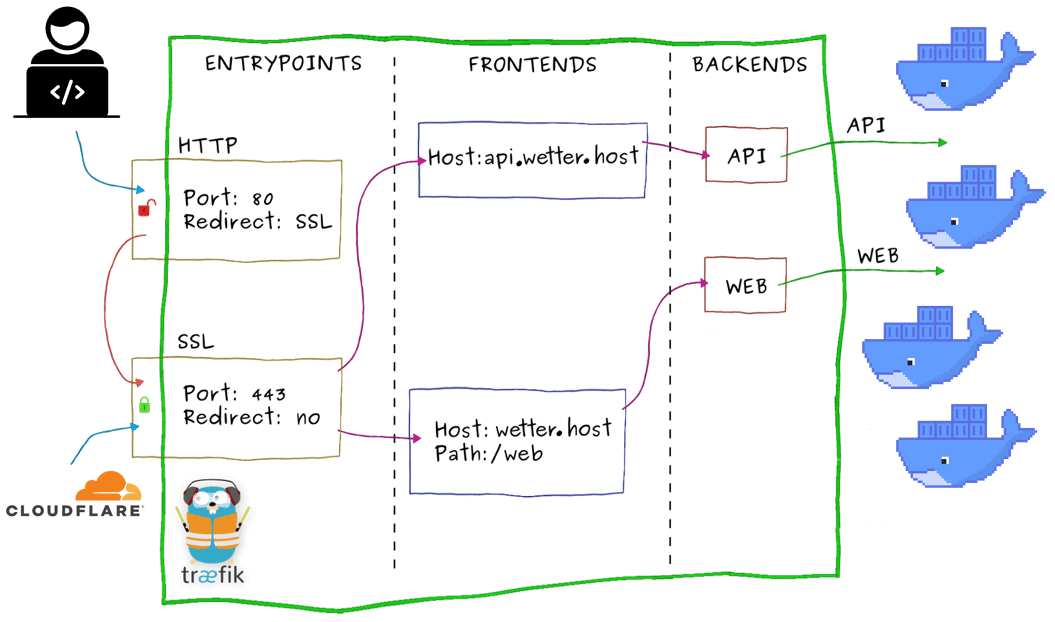 </>
ENTRYPOINTS
FRONTENDS
BACKENDS
HTTP
Port: 80
Redirect: SSL
SSL
Port: 443
Redirect: no
CLOUDFLARE
træfik
Host:api.wetter.host
Host: wetter.host
Path:/web
API
WEB
API
WEB